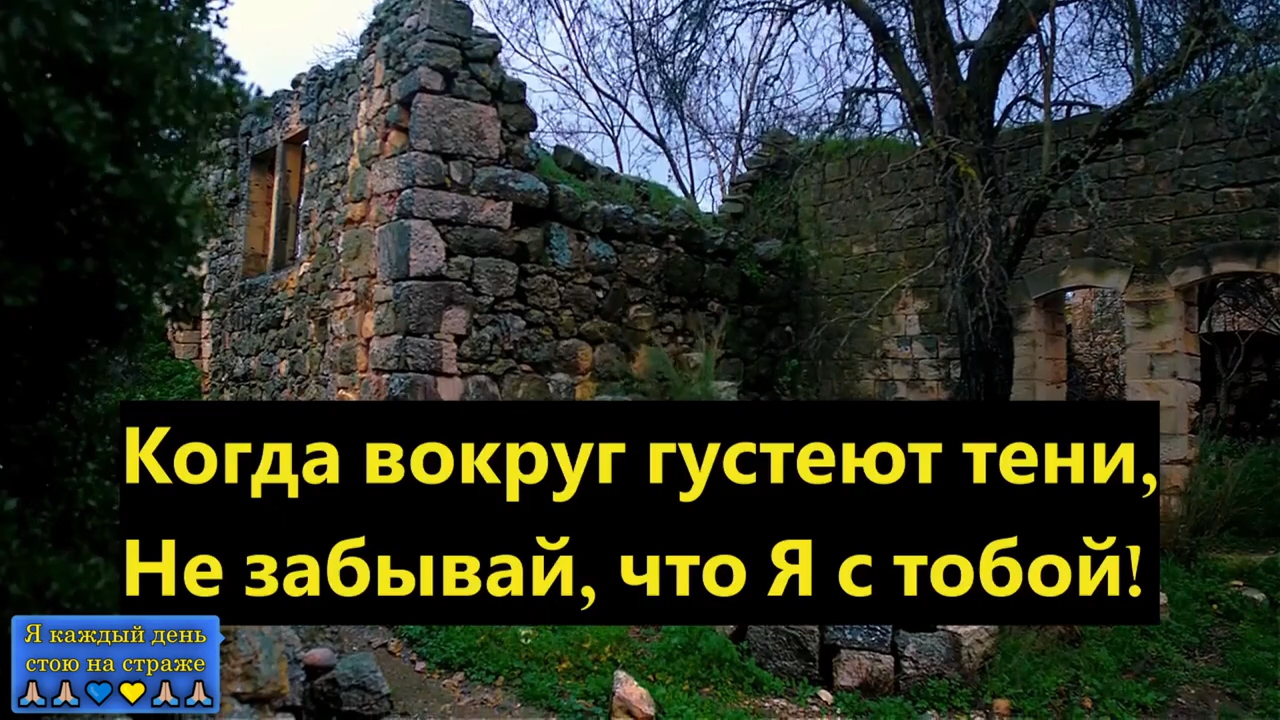 Когда вокруг густеют тени,
Не забывай, что Я с тобой!
Я каждый день
стою на страже
🙏🏻🙏🏻💙💛🙏🏻🙏🏻